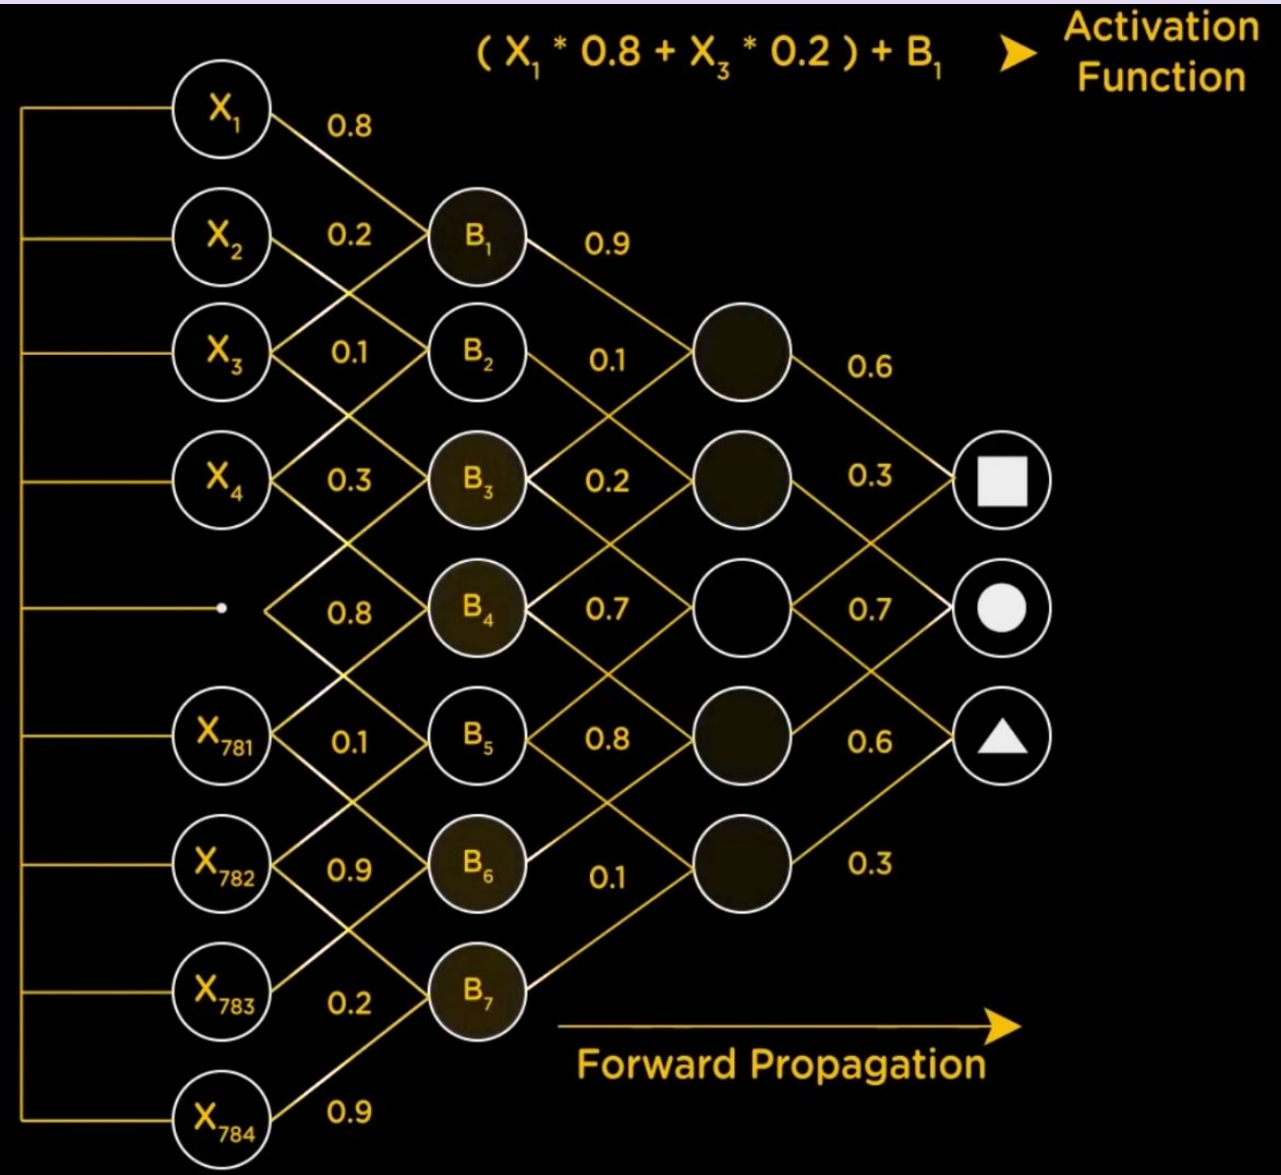 ( X₁ * 0.8 + X₃ * 0.2 ) + B₁
Activation
Function
X₁
0.8
X₂
0.2
B₁
0.9
X₃
0.1
B₂
0.1
0.6
X₄
0.3
B₃
0.2
0.3
0.8
B₄
0.7
0.7
X₇₈₁
0.1
B₅
0.8
0.6
X₇₈₂
0.9
B₆
0.1
0.3
X₇₈₃
0.2
B₇
Forward Propagation
X₇₈₄
0.9